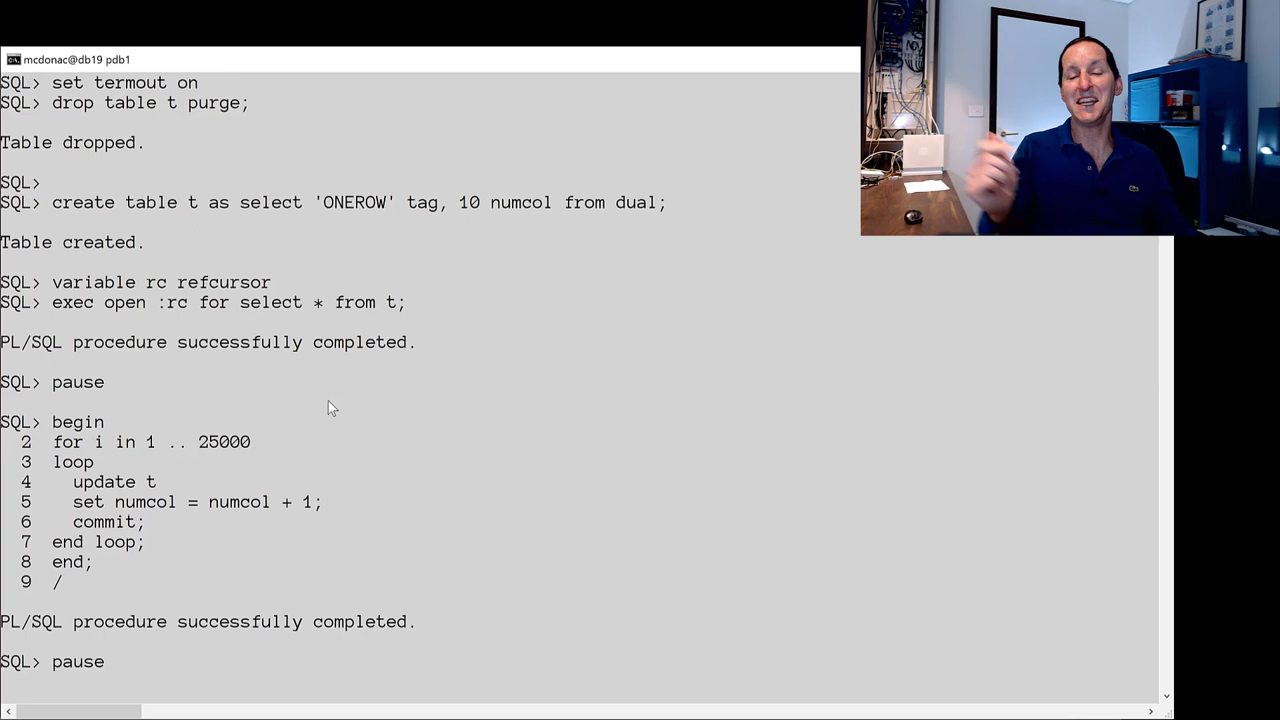 mcdonac@db19 pdb1
SQL> set termout on
SQL> drop table t purge;
Table dropped.
SQL>
SQL> create table t as select 'ONEROW' tag, 10 numcol from dual;
Table created.
SQL> variable rc refcursor
SQL> exec open :rc for select * from t;
PL/SQL procedure successfully completed.
SQL> pause
SQL> begin
2 for i in 1 .. 25000
3 loop
4 update t
5 set numcol = numcol + 1;
6 commit;
7 end loop;
8 end;
9 /
PL/SQL procedure successfully completed.
SQL> pause